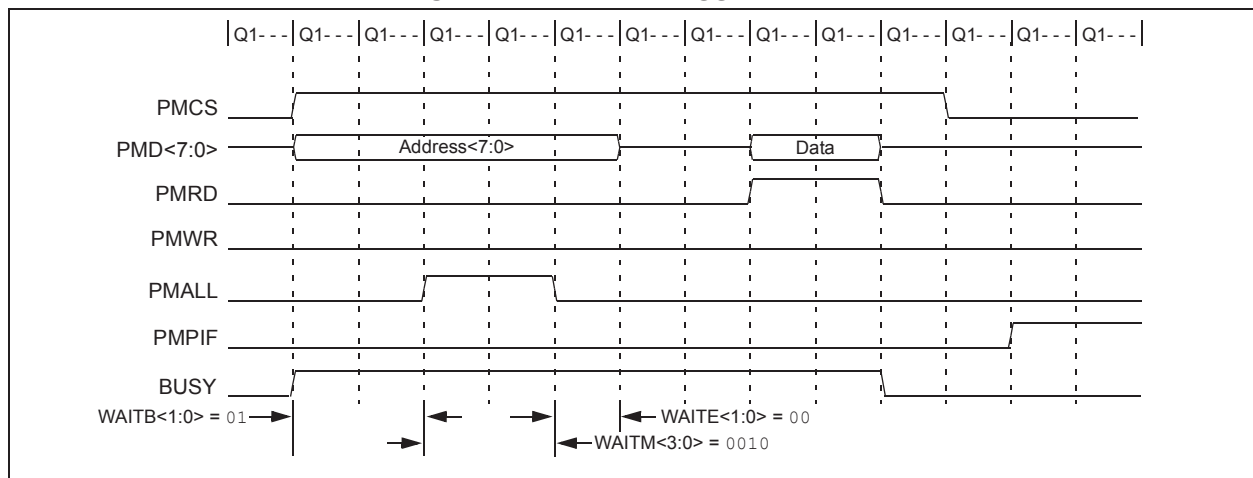 Q1- - - Q1- - - Q1- - - Q1- - - Q1- - - Q1- - - Q1- - - Q1- - - Q1- - - Q1- - - Q1- - - Q1- - - Q1- - -
PMCS
PMD<7:0> Address<7:0> Data
PMRD
PMWR
PMALL
PMPIF
BUSY
WAITB<1:0> = 01 WAITE<1:0> = 00
WAITM<3:0> = 0010